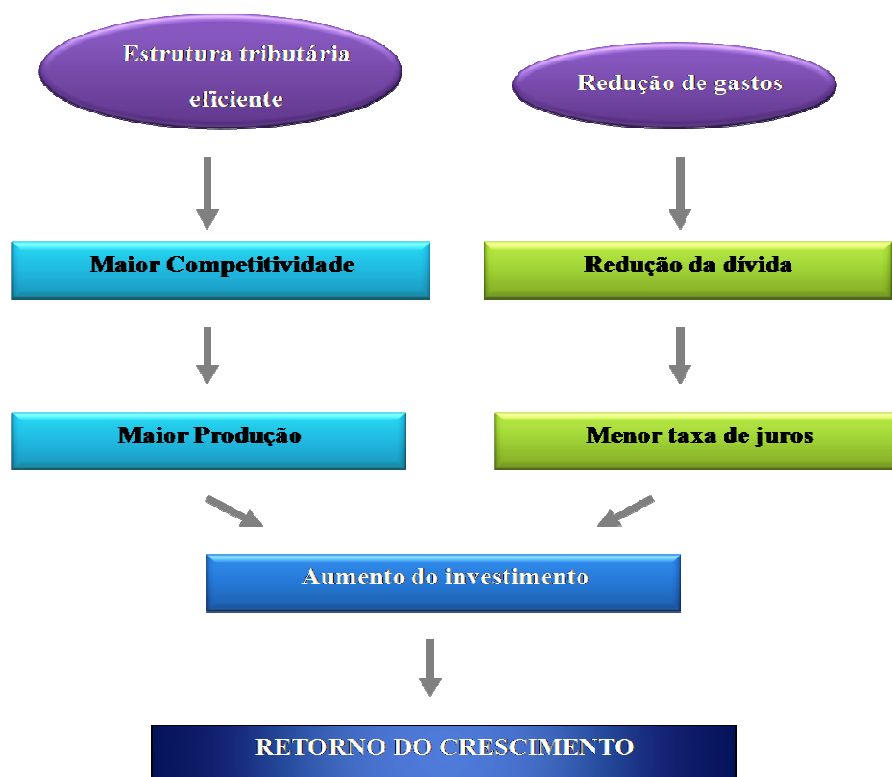 Estrutura tributária
eficiente
Redução de gastos
Maior Competitividade
Redução da dívida
Maior Produção
Menor taxa de juros
Aumento do investimento
RETORNO DO CRESCIMENTO